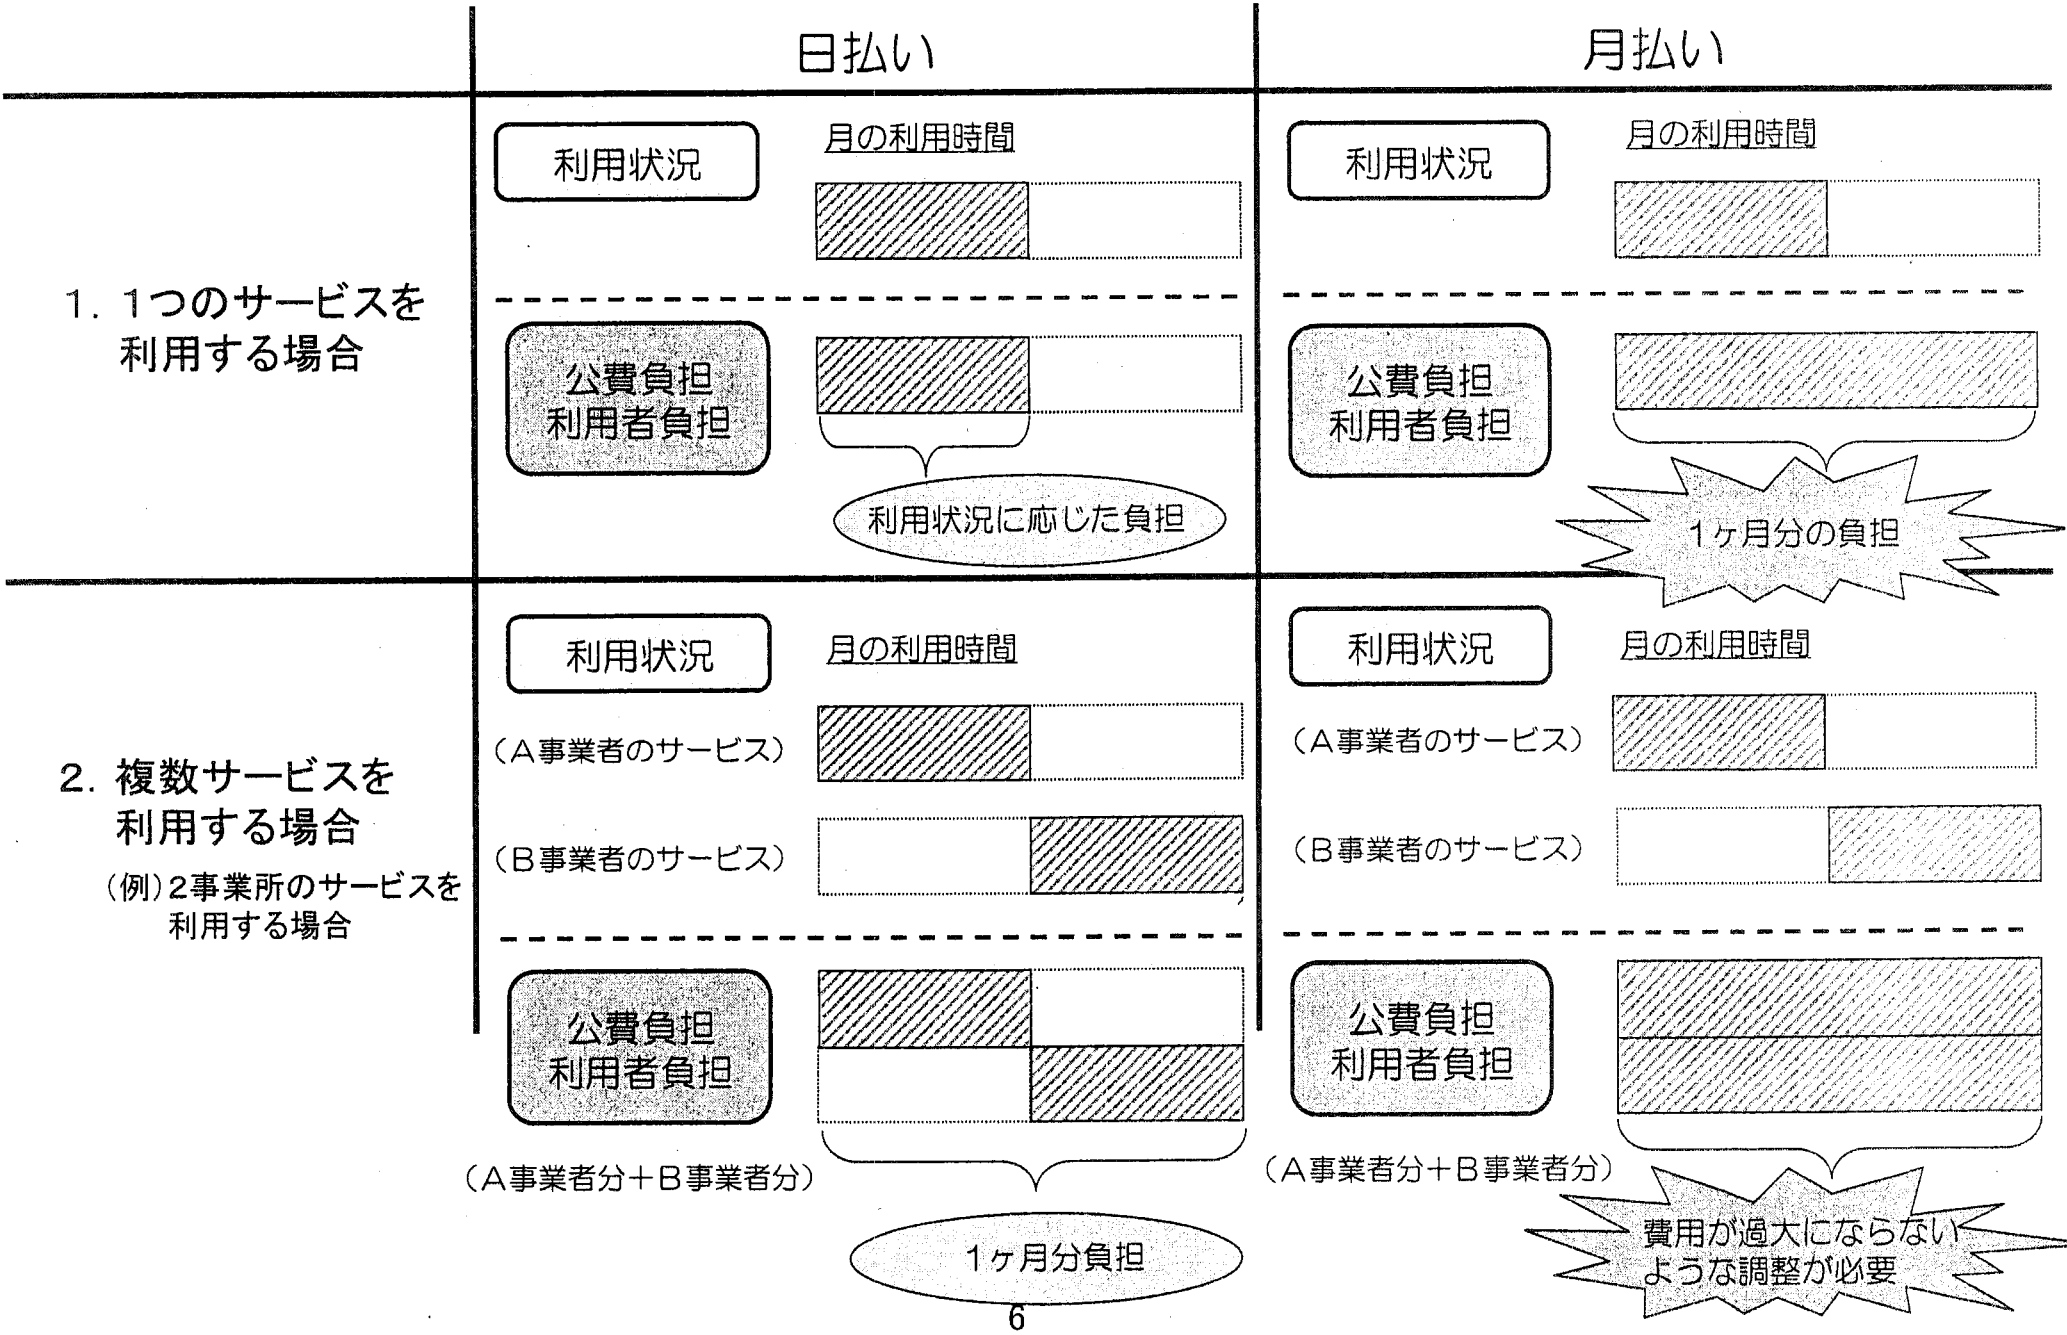 日払い
月払い
1. 1つのサービスを
利用する場合
利用状況
月の利用時間
公費負担
利用者負担
利用状況に応じた負担
利用状況
月の利用時間
公費負担
利用者負担
1ヶ月分の負担
2. 複数サービスを
利用する場合
(例)2事業所のサービスを
利用する場合
利用状況
月の利用時間
(A事業者のサービス)
(B事業者のサービス)
公費負担
利用者負担
(A事業者分+B事業者分)
1ヶ月分負担
利用状況
月の利用時間
(A事業者のサービス)
(B事業者のサービス)
公費負担
利用者負担
(A事業者分+B事業者分)
費用が過大にならない
ような調整が必要
6